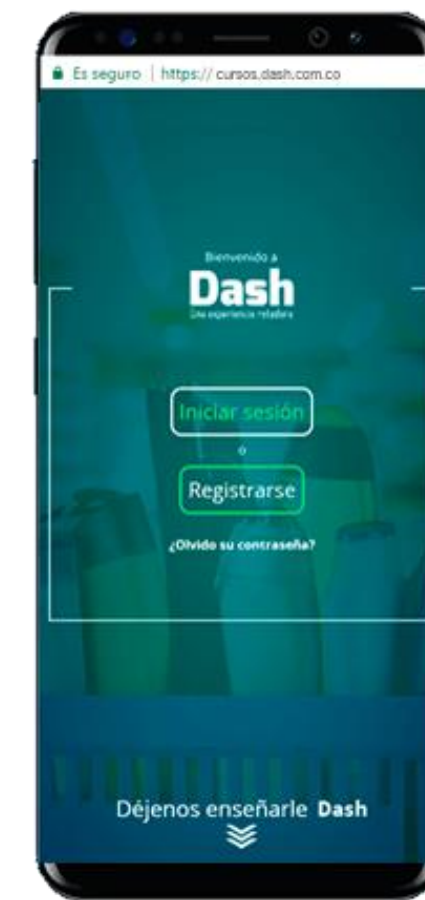 Es seguro | https:// cursos.dash.com.co
Bienvenido a
Dash
Una experiencia retadora
Iniciar sesión
o
Registrarse
¿Olvido su contraseña?
Déjenos enseñarle Dash